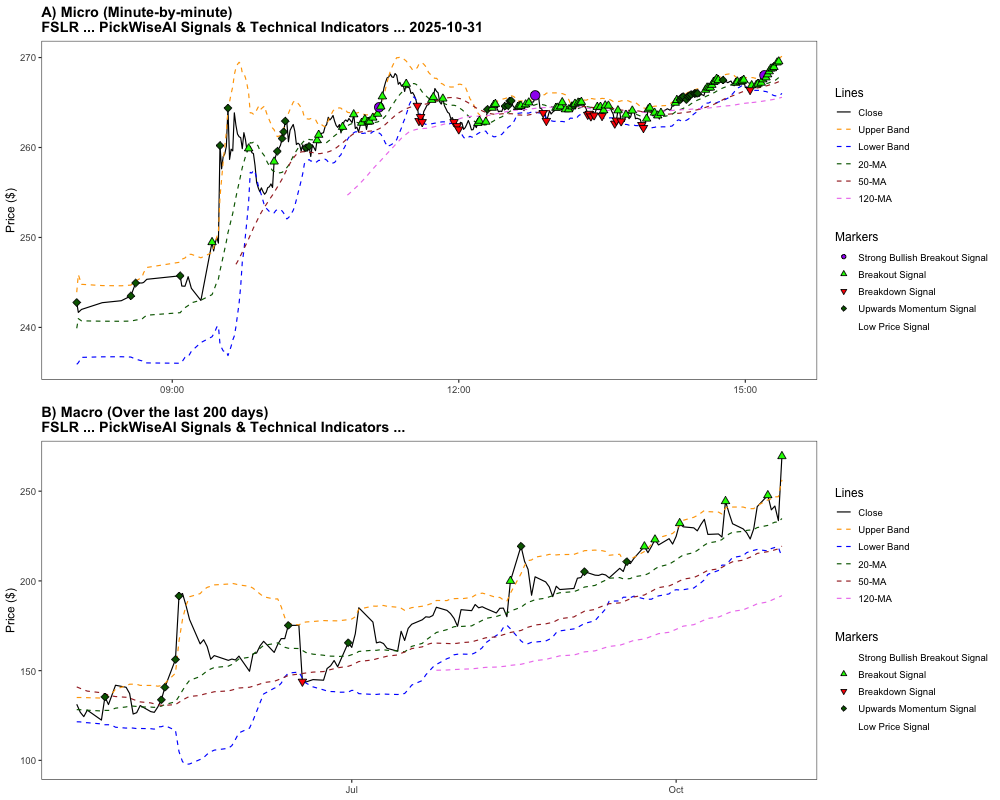 A) Micro (Minute-by-minute)
FSLR ... PickWiseAI Signals & Technical Indicators ... 2025-10-31
270
260
250
240
Price ($)
09:00
12:00
15:00
Lines
Close
Upper Band
Lower Band
20-MA
50-MA
120-MA
Markers
Strong Bullish Breakout Signal
Breakout Signal
Breakdown Signal
Upwards Momentum Signal
Low Price Signal
B) Macro (Over the last 200 days)
FSLR ... PickWiseAI Signals & Technical Indicators ...
250
200
150
100
Price ($)
Jul
Oct
Lines
Close
Upper Band
Lower Band
20-MA
50-MA
120-MA
Markers
Strong Bullish Breakout Signal
Breakout Signal
Breakdown Signal
Upwards Momentum Signal
Low Price Signal